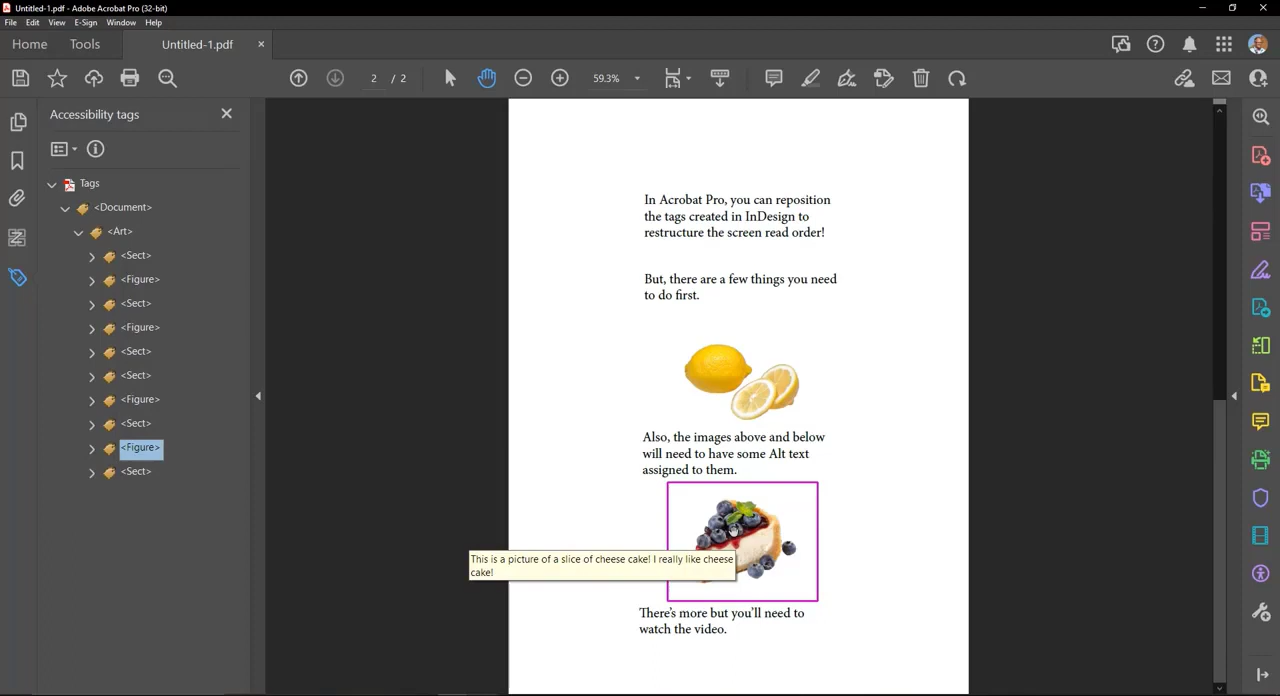 Untitled-1.pdf - Adobe Acrobat Pro (32-bit)
File Edit View E-Sign Window Help
Home Tools Untitled-1.pdf
2 / 2 59.3%
Accessibility tags
Tags
<Document>
<Art>
<Sect>
<Figure>
<Sect>
<Figure>
<Sect>
<Sect>
<Figure>
<Sect>
<Figure>
<Sect>
In Acrobat Pro, you can reposition
the tags created in InDesign to
restructure the screen read order!
But, there are a few things you need
to do first.
Also, the images above and below
will need to have some Alt text
assigned to them.
This is a picture of a slice of cheese cake! I really like cheese
cake!
There's more but you'll need to
watch the video.